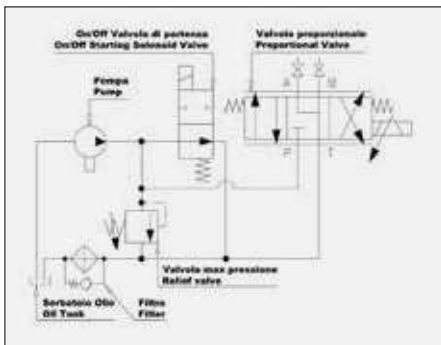 On/Off Valvola di partenza
On/Off Starting Solenoid Valve
Valvola proporzionale
Proportional Valve
Pompa
Pump
A
B
P
T
Valvola max pressione
Relief valve
Serbatoio Olio
Oil Tank
Filtro
Filter